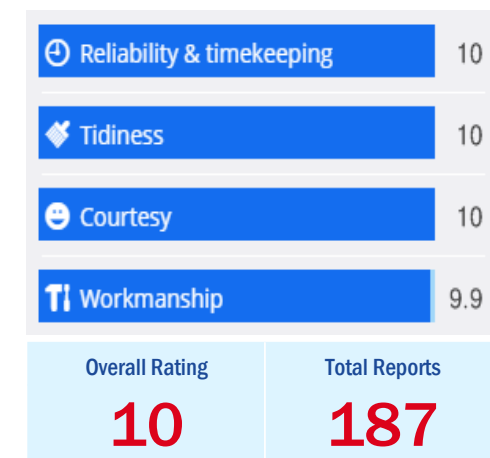 Reliability & timekeeping 10
Tidiness 10
Courtesy 10
Workmanship 9.9
Overall Rating Total Reports
10 187